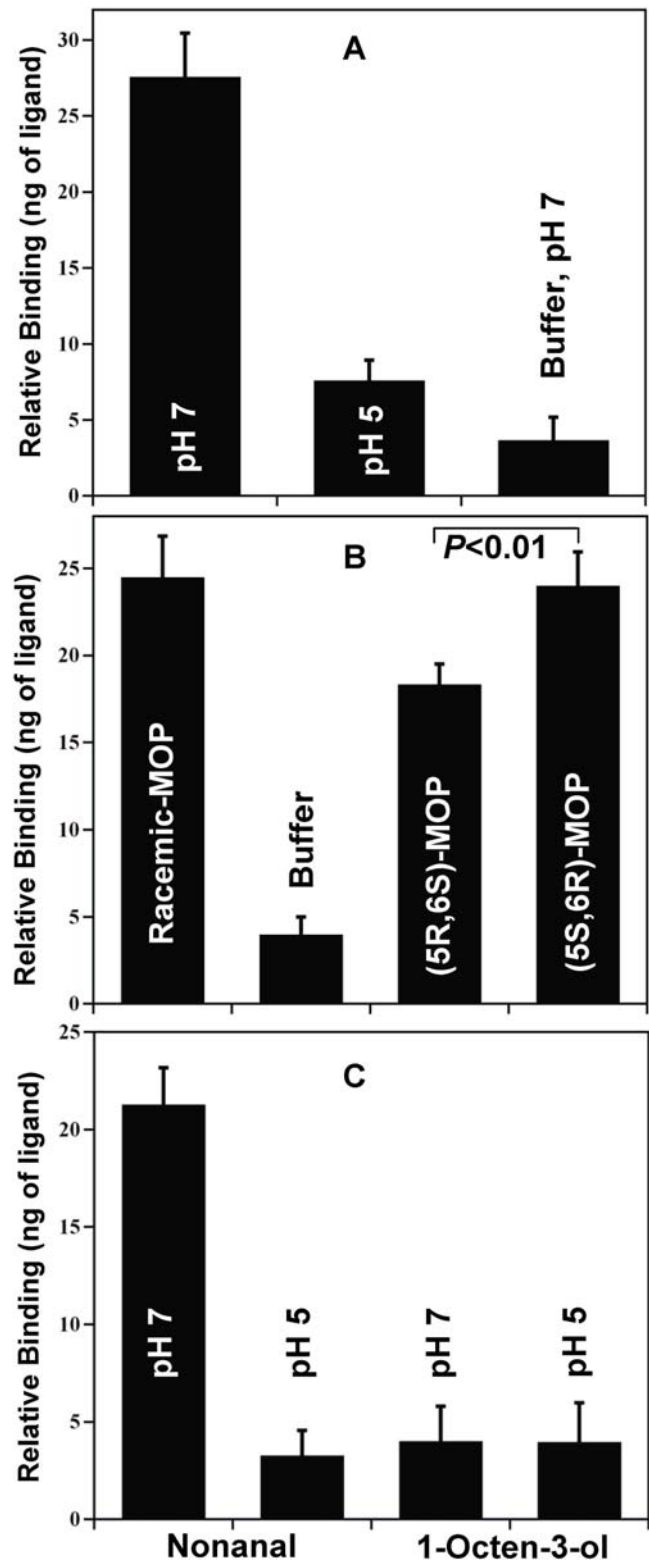 A
Relative Binding (ng of ligand)
30
25
20
15
10
5
0
pH 7
pH 5
Buffer, pH 7
B
P<0.01
Relative Binding (ng of ligand)
25
20
15
10
5
0
Racemic-MOP
Buffer
(5R,6S)-MOP
(5S,6R)-MOP
C
Relative Binding (ng of ligand)
25
20
15
10
5
0
pH 7
pH 5
pH 7
pH 5
Nonanal
1-Octen-3-ol